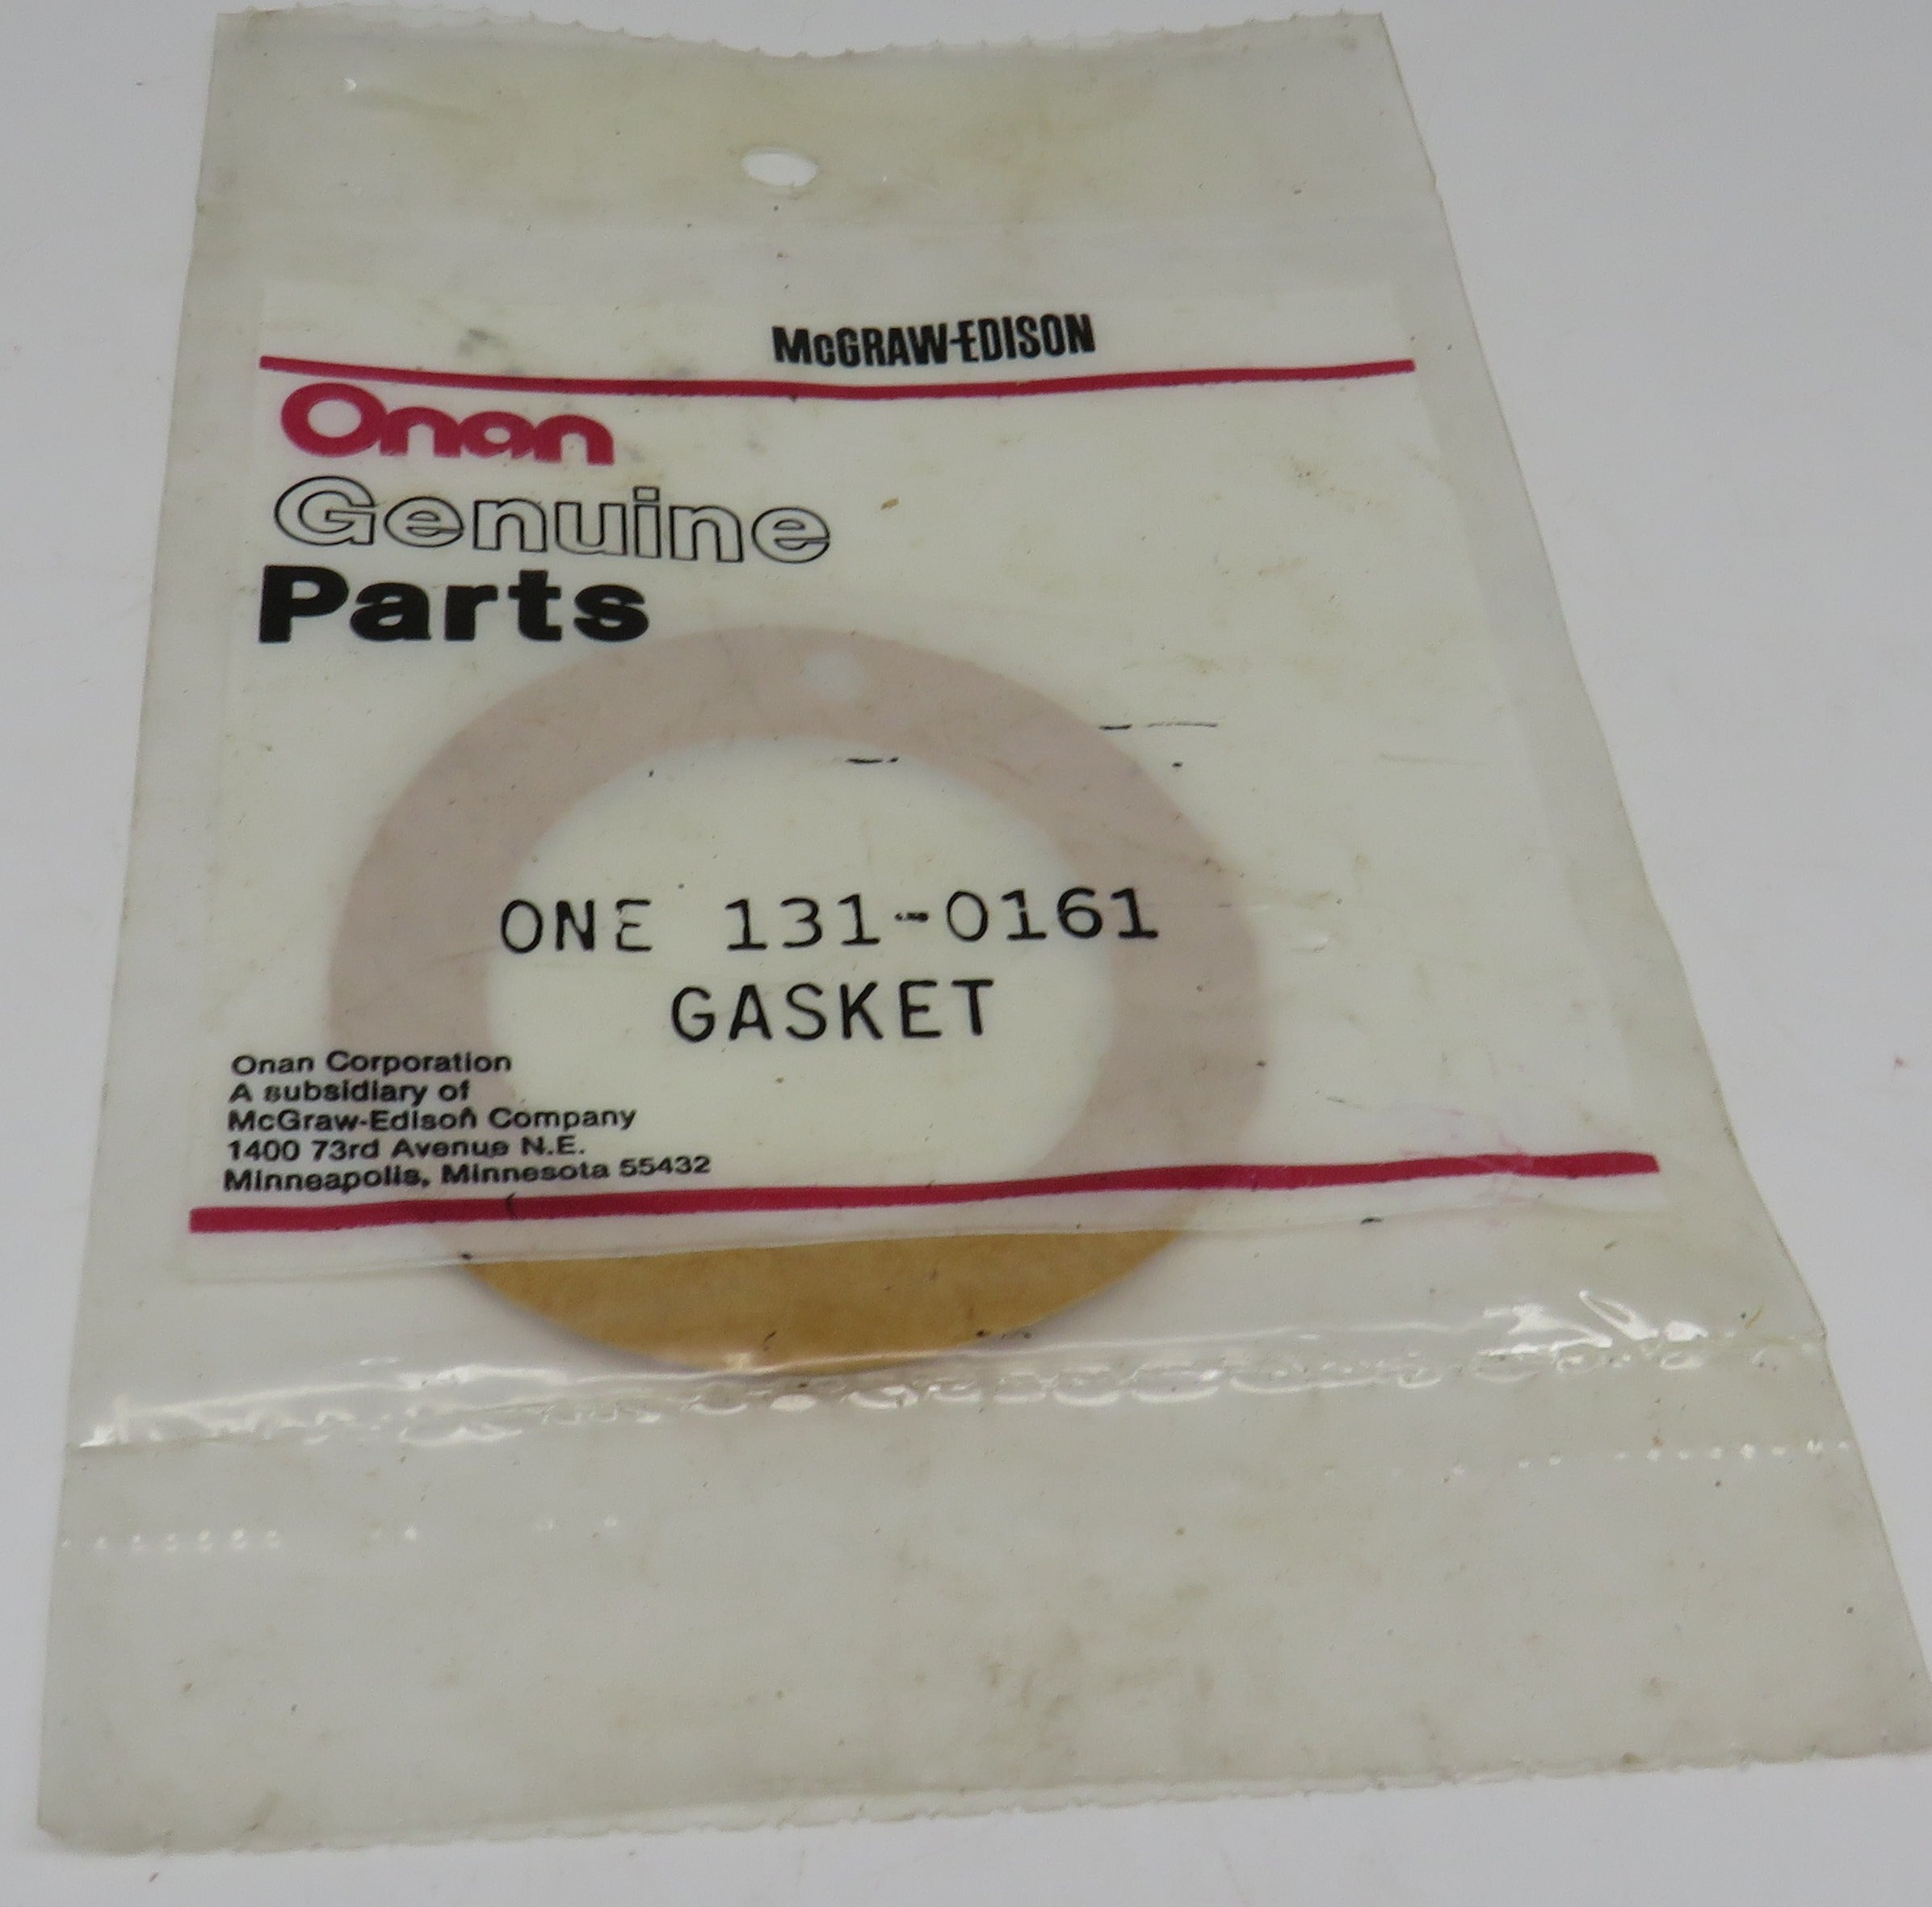 McGRAW-EDISON
Onan
Genuine
Parts
ONE 131-0161
GASKET
Onan Corporation
A subsidiary of
McGraw-Edison Company
1400 73rd Avenue N.E.
Minneapolis, Minnesota 55432